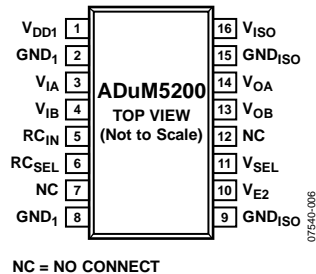 VDD1 1 16 VISO
GND1 2 15 GNDISO
VIA 3 ADuM5200 14 VOA
VIB 4 TOP VIEW 13 VOB
RCIN 5 (Not to Scale) 12 NC
RCSEL 6 11 VSEL
NC 7 10 VE2
GND1 8 9 GNDISO
07540-006
NC = NO CONNECT